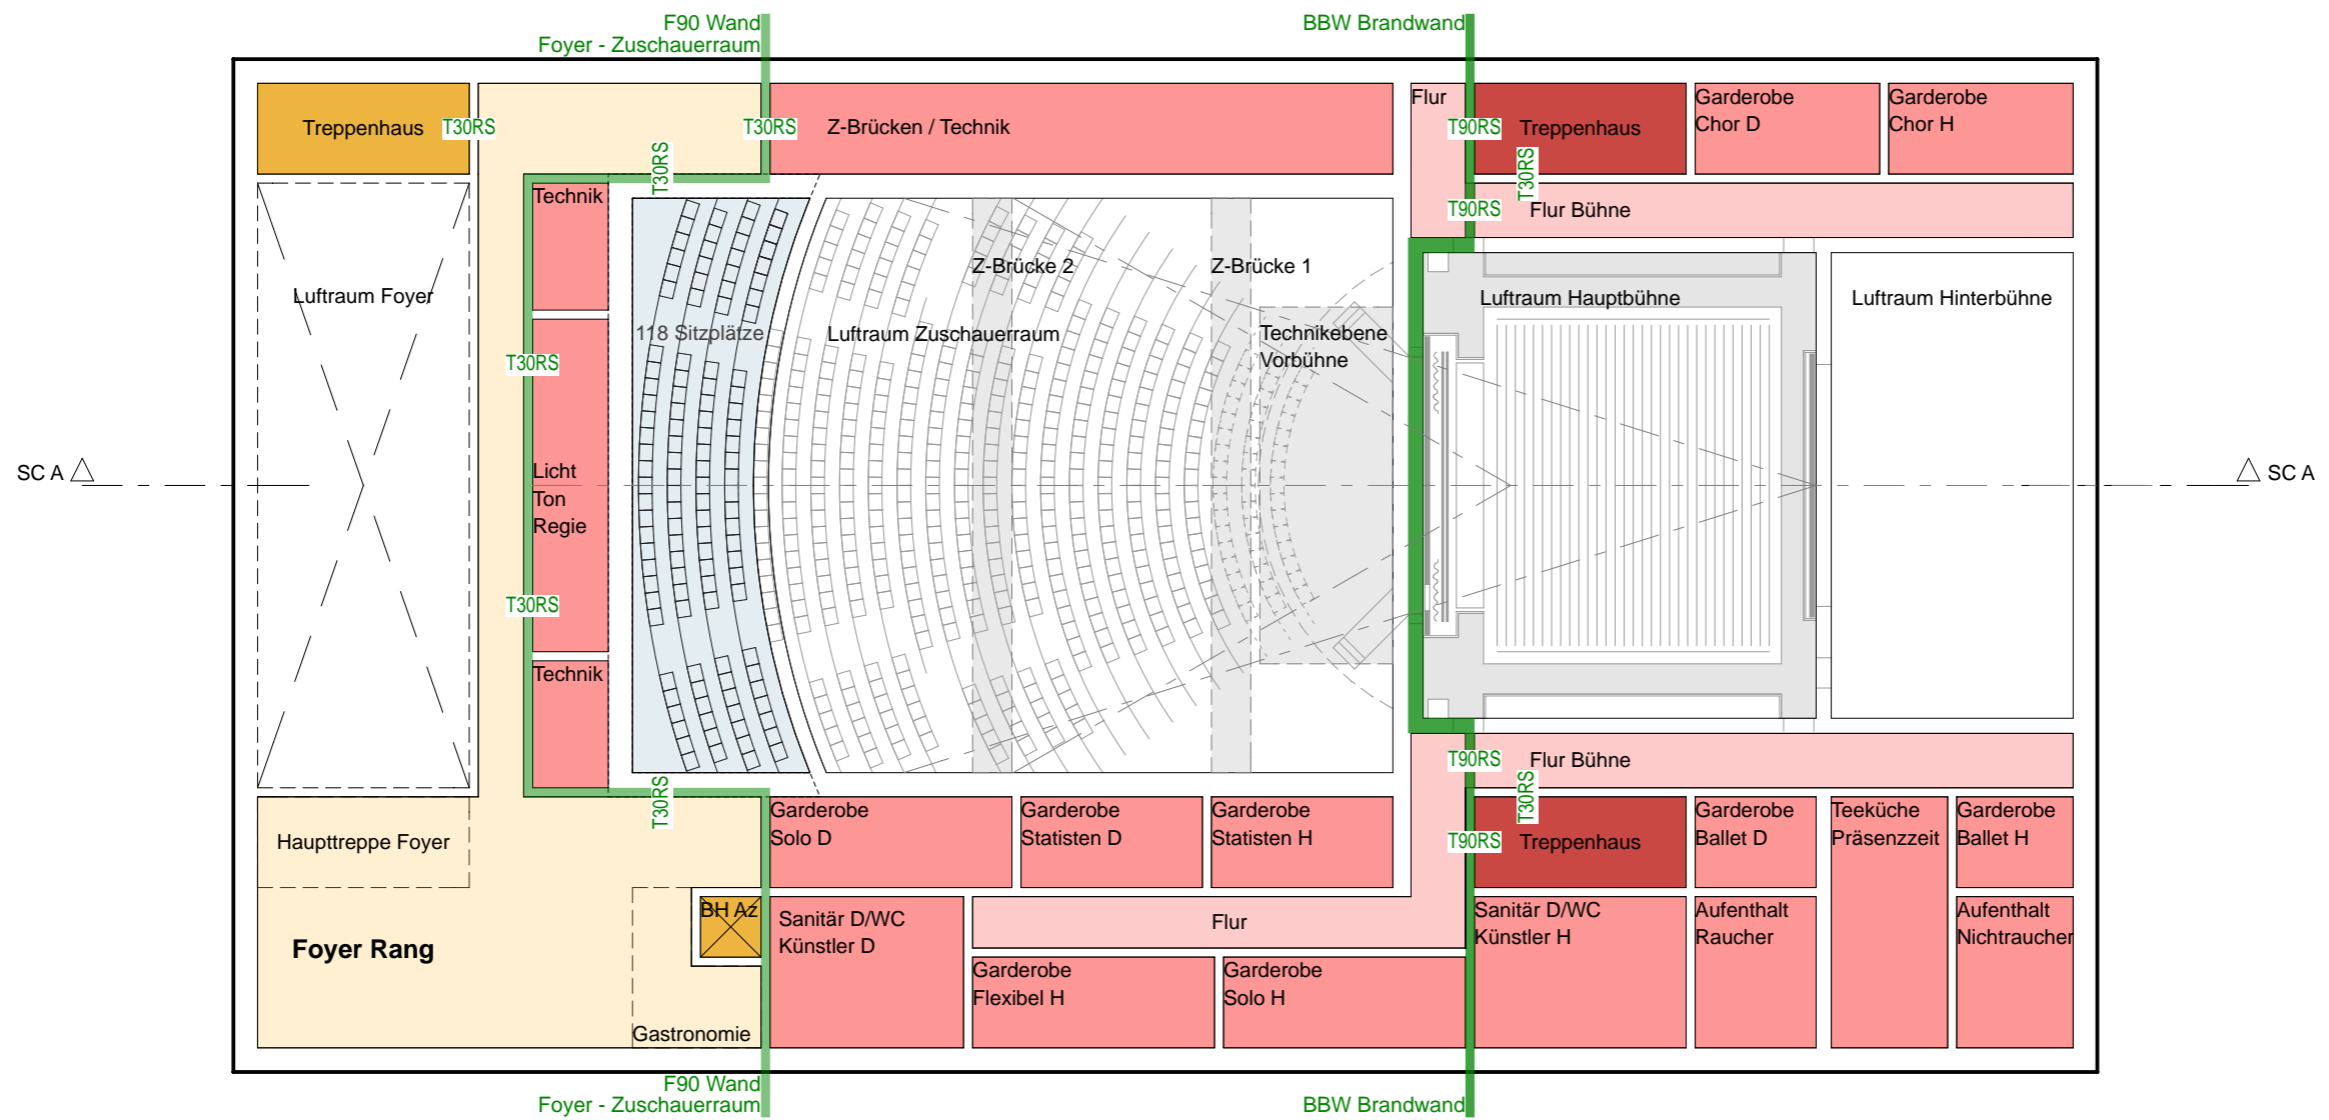 F90 Wand
Foyer - Zuschauerraum
BBW Brandwand
Treppenhaus
T30RS
T30RS
Z-Brücken / Technik
Flur
T90RS
Treppenhaus
Garderobe
Chor D
Garderobe
Chor H
T30RS
T30RS
Technik
T90RS
Flur Bühne
Luftraum Foyer
Z-Brücke 2
Z-Brücke 1
Luftraum Hauptbühne
Luftraum Hinterbühne
118 Sitzplätze
Luftraum Zuschauerraum
Technikebene
Vorbühne
T30RS
SC A
Licht
Ton
Regie
SC A
T30RS
Technik
T90RS
Flur Bühne
T30RS
T30RS
Haupttreppe Foyer
Garderobe
Solo D
Garderobe
Statisten D
Garderobe
Statisten H
T90RS
Treppenhaus
Garderobe
Ballet D
Teeküche
Präsenzzeit
Garderobe
Ballet H
Foyer Rang
BH Az
Sanitär D/WC
Künstler D
Flur
Sanitär D/WC
Künstler H
Aufenthalt
Raucher
Aufenthalt
Nichtraucher
Garderobe
Flexibel H
Garderobe
Solo H
Gastronomie
F90 Wand
Foyer - Zuschauerraum
BBW Brandwand